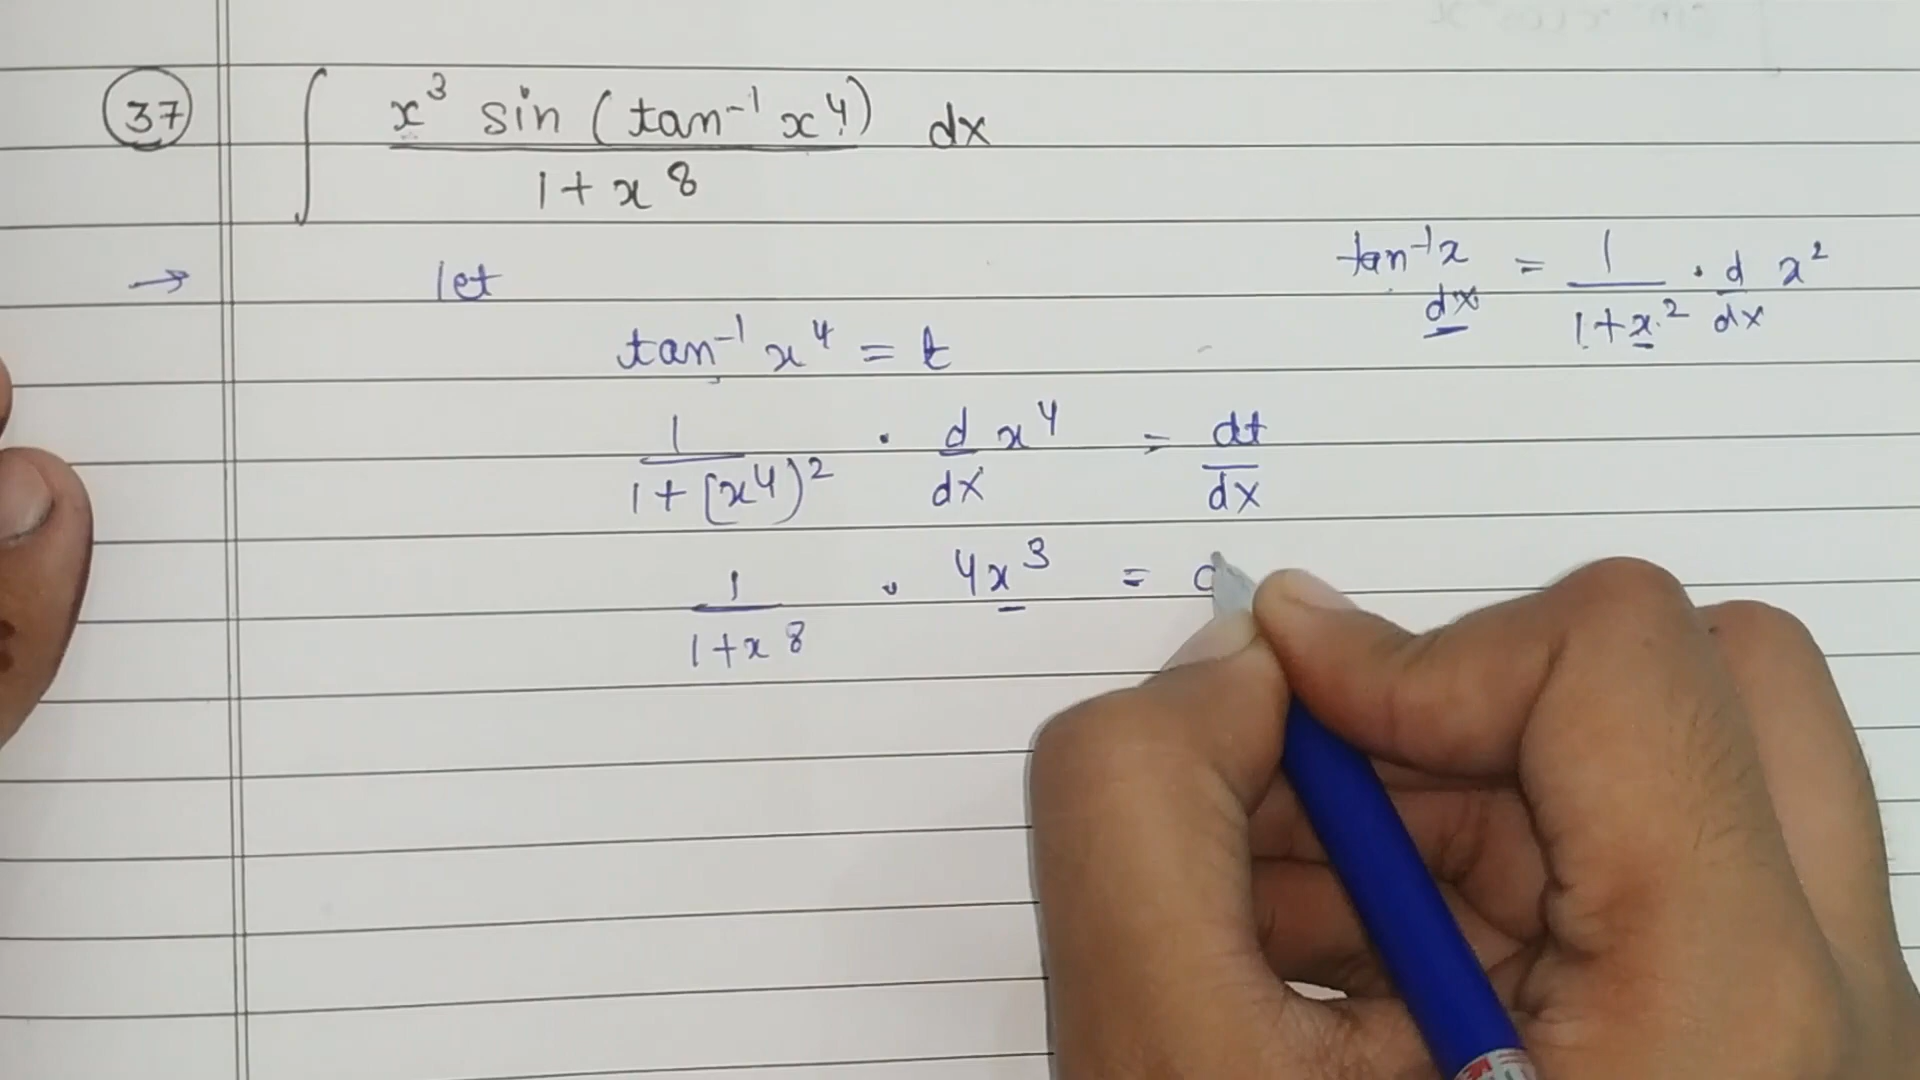 37 ∫ x³ sin (tan⁻¹ x⁴) / 1 + x⁸ dx
→ let
tan⁻¹x / dx = 1 / 1+x² · d/dx x²
tan⁻¹ x⁴ = t
1 / 1 + (x⁴)² · d/dx x⁴ = dt/dx
1 / 1+x⁸ · 4x³ =